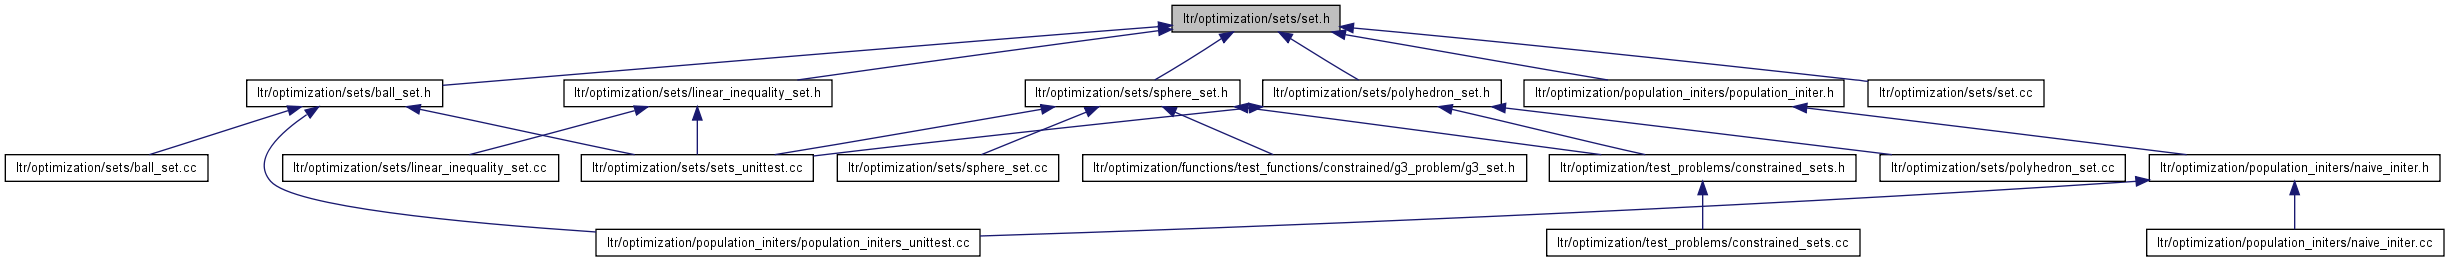 ltr/optimization/sets/set.h
ltr/optimization/sets/ball_set.h
ltr/optimization/sets/linear_inequality_set.h
ltr/optimization/sets/sphere_set.h
ltr/optimization/sets/polyhedron_set.h
ltr/optimization/population_initers/population_initer.h
ltr/optimization/sets/set.cc
ltr/optimization/sets/ball_set.cc
ltr/optimization/sets/linear_inequality_set.cc
ltr/optimization/sets/sets_unittest.cc
ltr/optimization/sets/sphere_set.cc
ltr/optimization/functions/test_functions/constrained/g3_problem/g3_set.h
ltr/optimization/test_problems/constrained_sets.h
ltr/optimization/sets/polyhedron_set.cc
ltr/optimization/population_initers/naive_initer.h
ltr/optimization/population_initers/population_initers_unittest.cc
ltr/optimization/test_problems/constrained_sets.cc
ltr/optimization/population_initers/naive_initer.cc